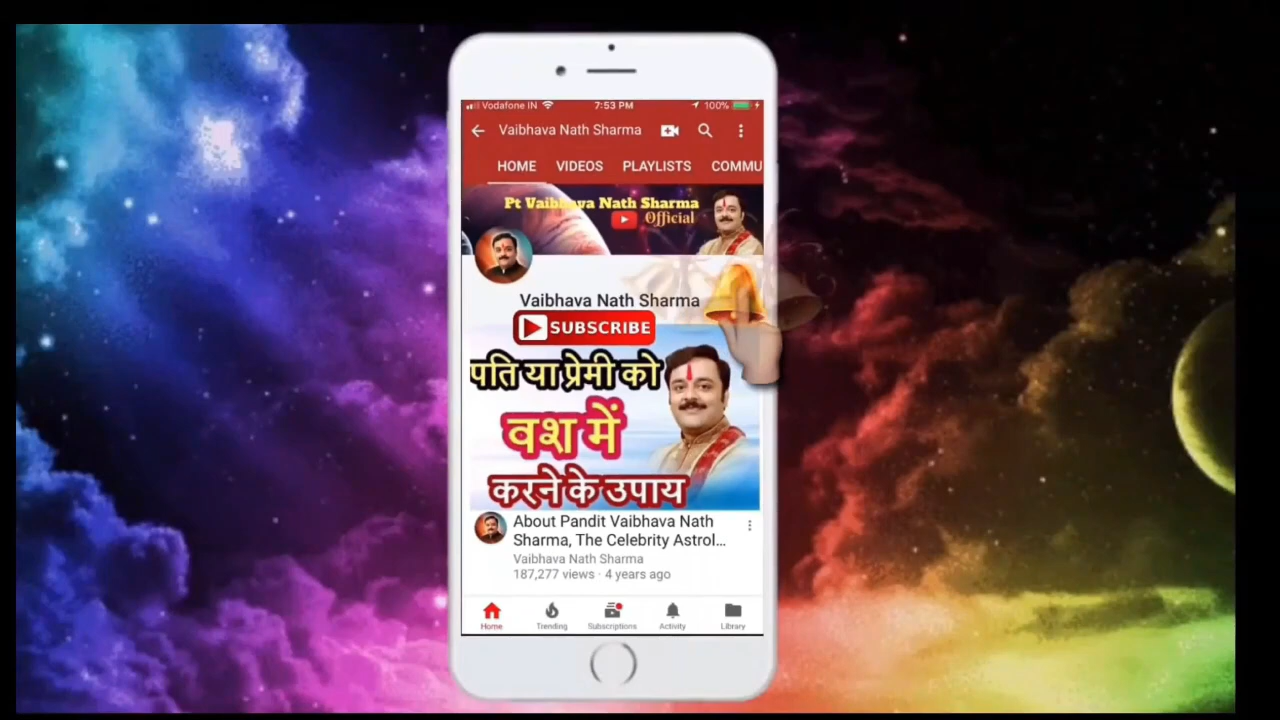 Vodafone IN
7:53 PM
100%
Vaibhava Nath Sharma
HOME VIDEOS PLAYLISTS COMMU
Pt Vaibhava Nath Sharma
Official
Vaibhava Nath Sharma
SUBSCRIBE
पति या प्रेमी को
वश में
करने के उपाय
About Pandit Vaibhava Nath
Sharma, The Celebrity Astrol...
Vaibhava Nath Sharma
187,277 views · 4 years ago
Home Trending Subscriptions Activity Library